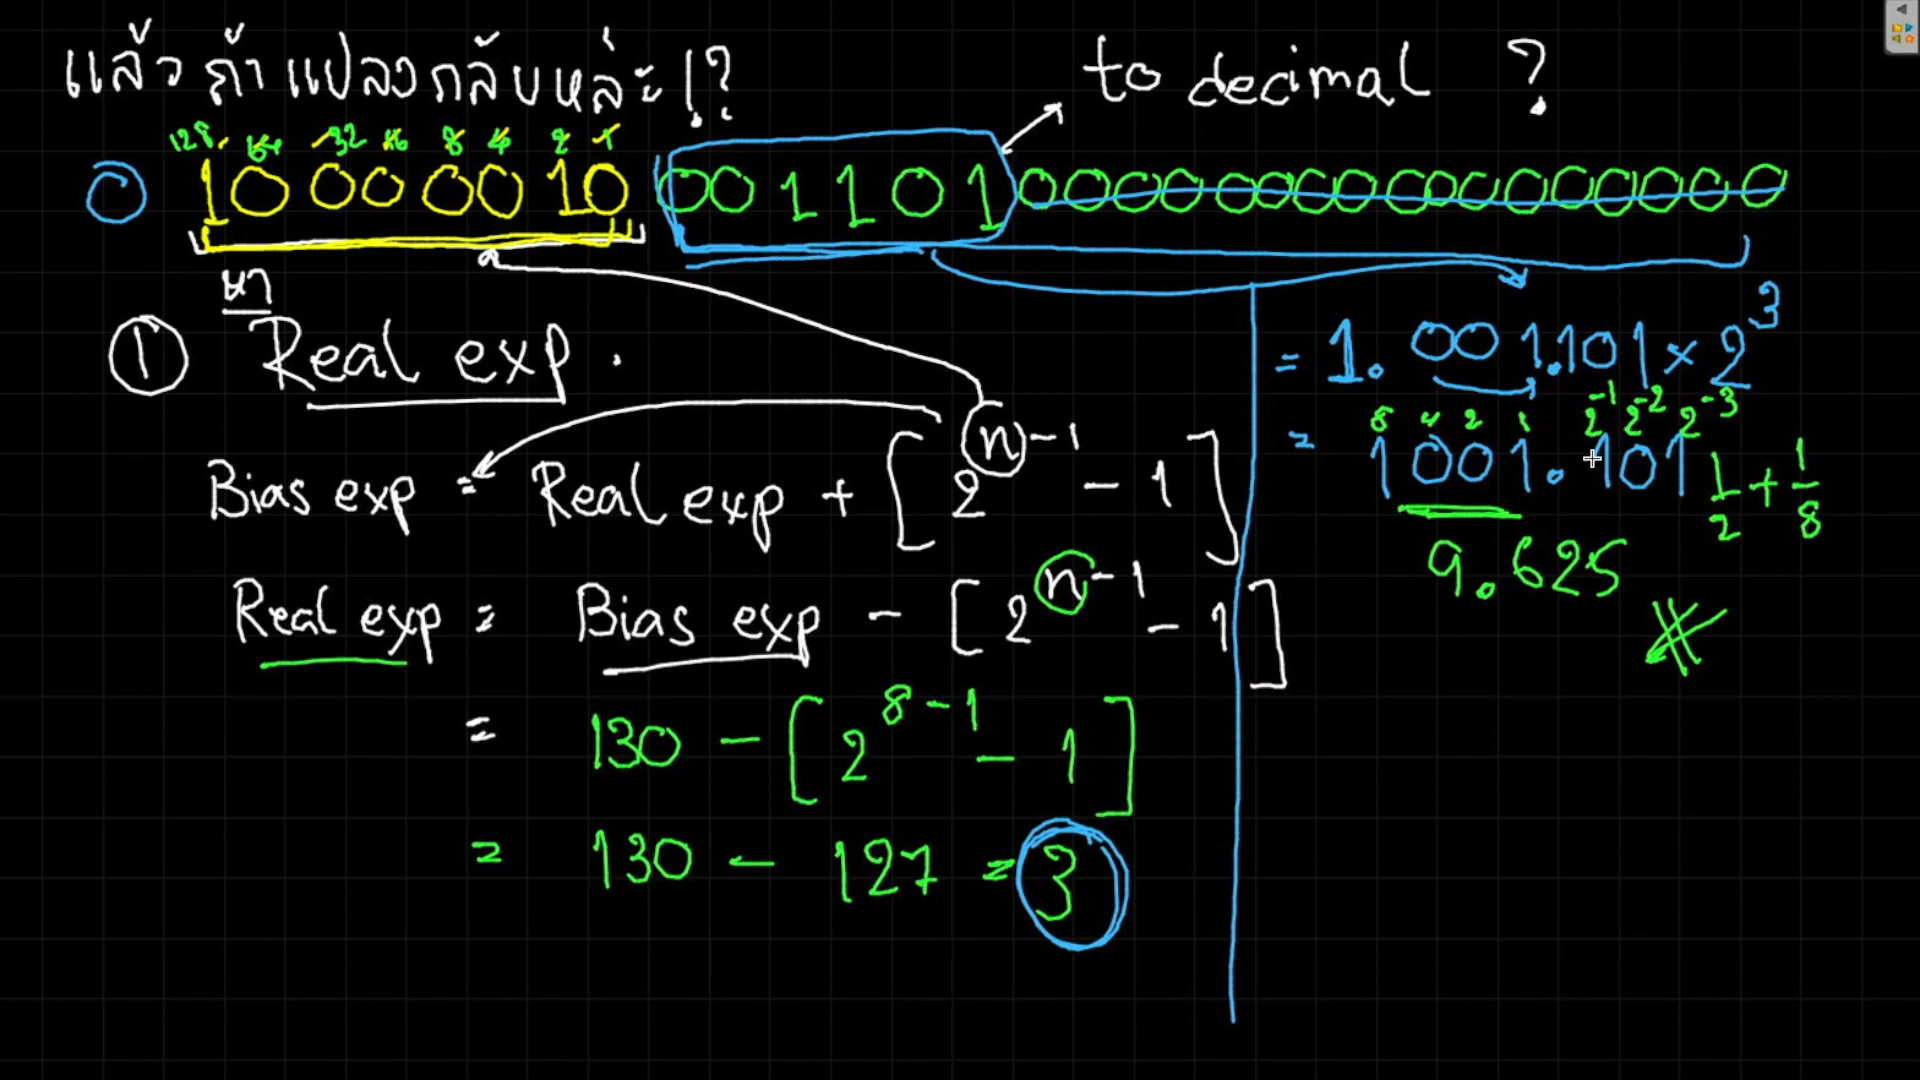 แล้วถ้าแปลงกลับหล่ะ!? to decimal ?
128 64 32 16 8 4 2 1
0 10000010 00110100000000000000000
หา
① Real exp.
Bias exp = Real exp + [2^(n-1) - 1]
Real exp = Bias exp - [2^(n-1) - 1]
= 130 - [2^(8-1) - 1]
= 130 - 127 = 3
= 1.001.101 × 2^3
8 4 2 1 2^-1 2^-2 2^-3
= 1001.101 1/2 + 1/8
9.625